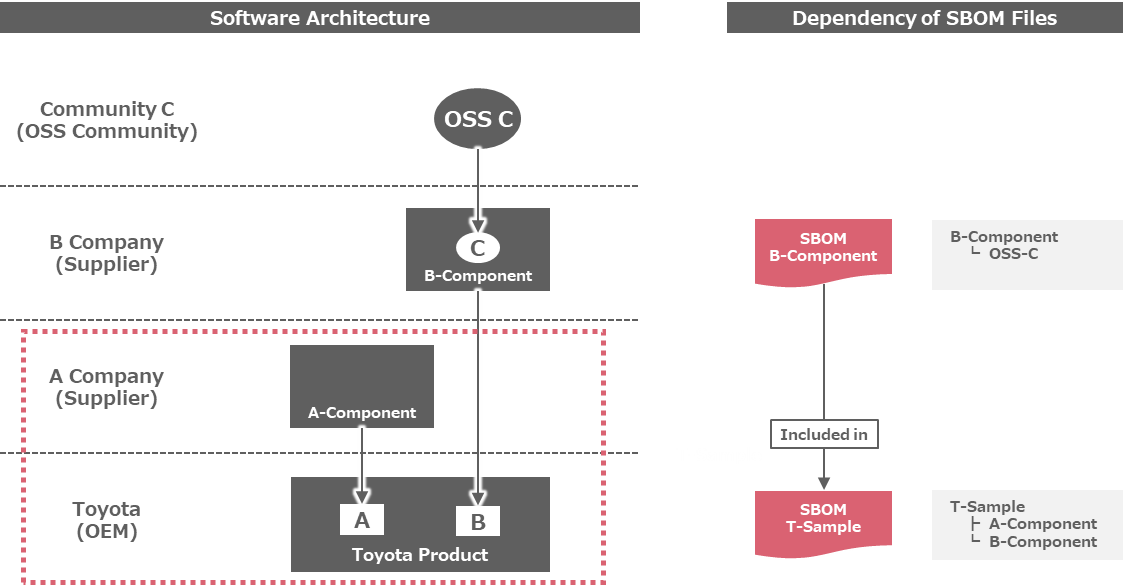 Software Architecture
Dependency of SBOM Files
Community C
(OSS Community)
OSS C
B Company
(Supplier)
C
B-Component
SBOM
B-Component
B-Component
└ OSS-C
A Company
(Supplier)
A-Component
Included in
Toyota
(OEM)
A
B
Toyota Product
SBOM
T-Sample
T-Sample
├ A-Component
└ B-Component